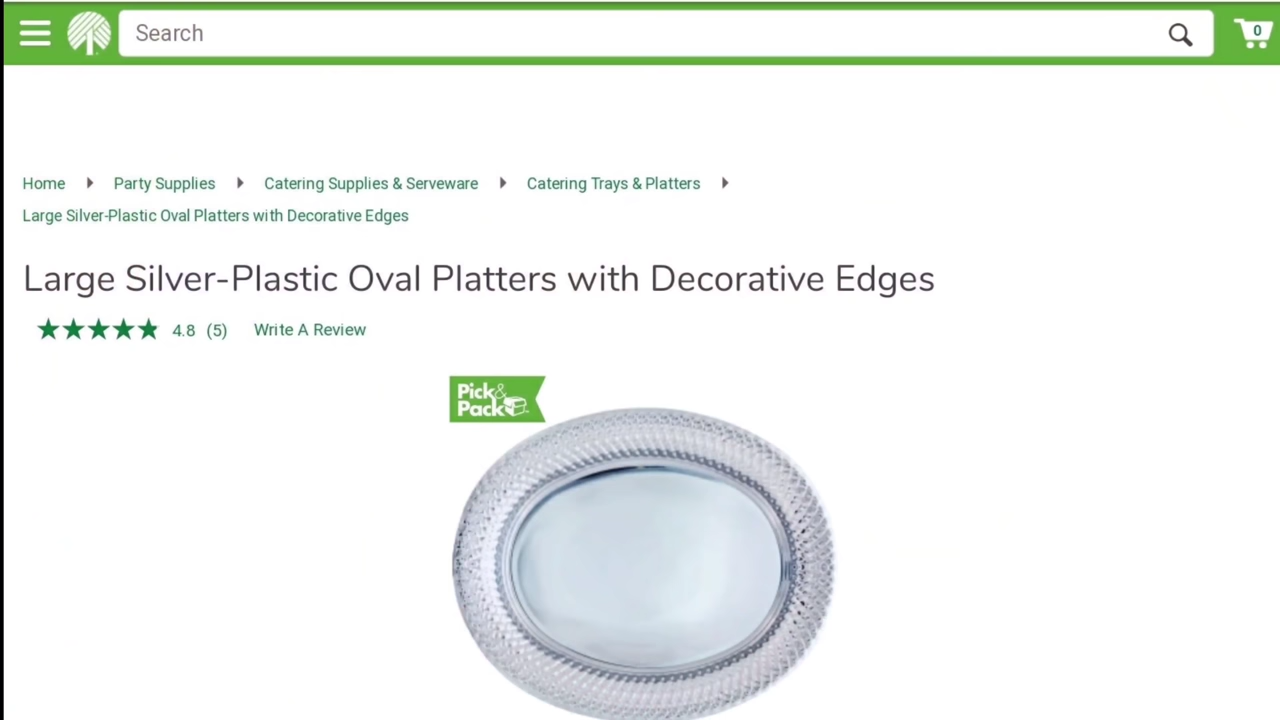 Search
0
Home Party Supplies Catering Supplies & Serveware Catering Trays & Platters
Large Silver-Plastic Oval Platters with Decorative Edges
Large Silver-Plastic Oval Platters with Decorative Edges
4.8 (5) Write A Review
Pick&
Pack